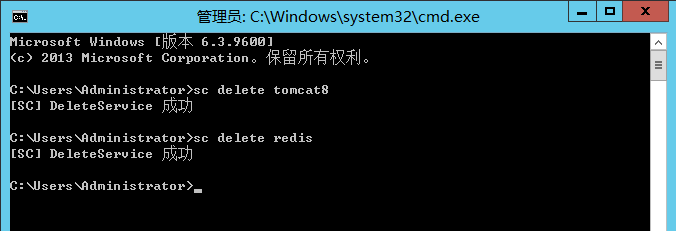 管理员: C:\Windows\system32\cmd.exe
Microsoft Windows [版本 6.3.9600]
(c) 2013 Microsoft Corporation。保留所有权利。
C:\Users\Administrator>sc delete tomcat8
[SC] DeleteService 成功
C:\Users\Administrator>sc delete redis
[SC] DeleteService 成功
C:\Users\Administrator>